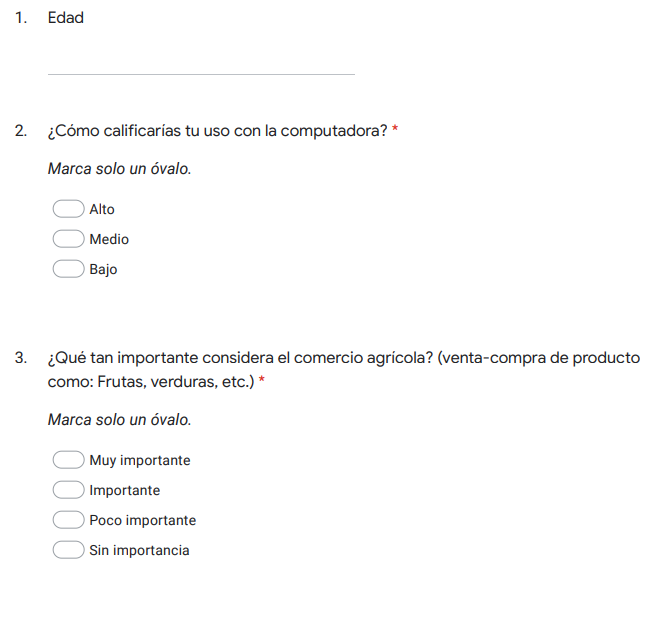 1. Edad
2. ¿Cómo calificarías tu uso con la computadora? *
Marca solo un óvalo.
Alto
Medio
Bajo
3. ¿Qué tan importante considera el comercio agrícola? (venta-compra de producto
como: Frutas, verduras, etc.) *
Marca solo un óvalo.
Muy importante
Importante
Poco importante
Sin importancia